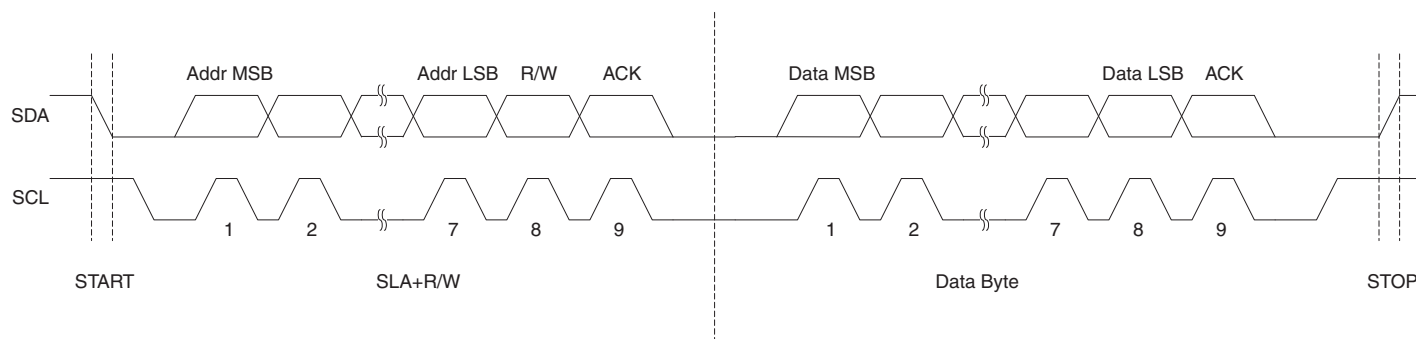 Addr MSB Addr LSB R/W ACK Data MSB Data LSB ACK
SDA
SCL
1 2 7 8 9 1 2 7 8 9
START SLA+R/W Data Byte STOP